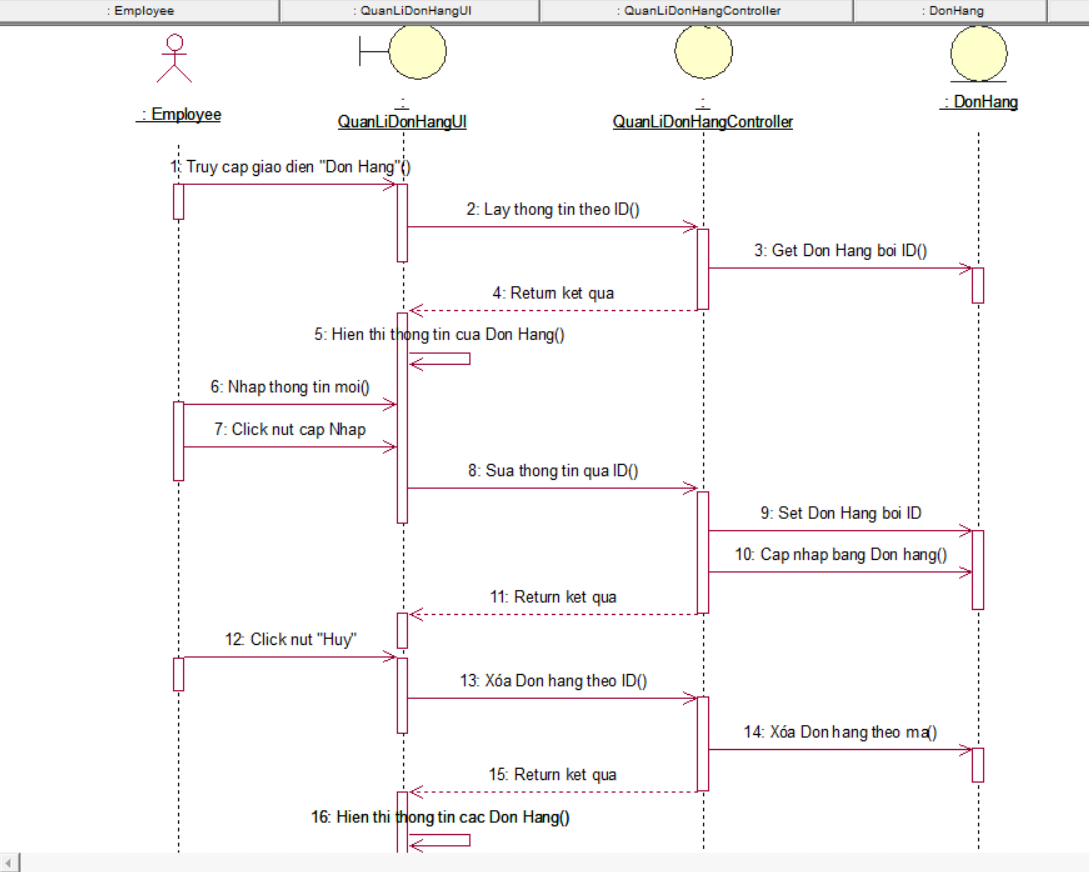 : Employee
: QuanLiDonHangUI
: QuanLiDonHangController
: DonHang
: Employee
:
QuanLiDonHangUI
:
QuanLiDonHangController
: DonHang
1: Truy cap giao dien "Don Hang"()
2: Lay thong tin theo ID()
3: Get Don Hang boi ID()
4: Return ket qua
5: Hien thi thong tin cua Don Hang()
6: Nhap thong tin moi()
7: Click nut cap Nhap
8: Sua thong tin qua ID()
9: Set Don Hang boi ID
10: Cap nhap bang Don hang()
11: Return ket qua
12: Click nut "Huy"
13: Xóa Don hang theo ID()
14: Xóa Don hang theo ma()
15: Return ket qua
16: Hien thi thong tin cac Don Hang()